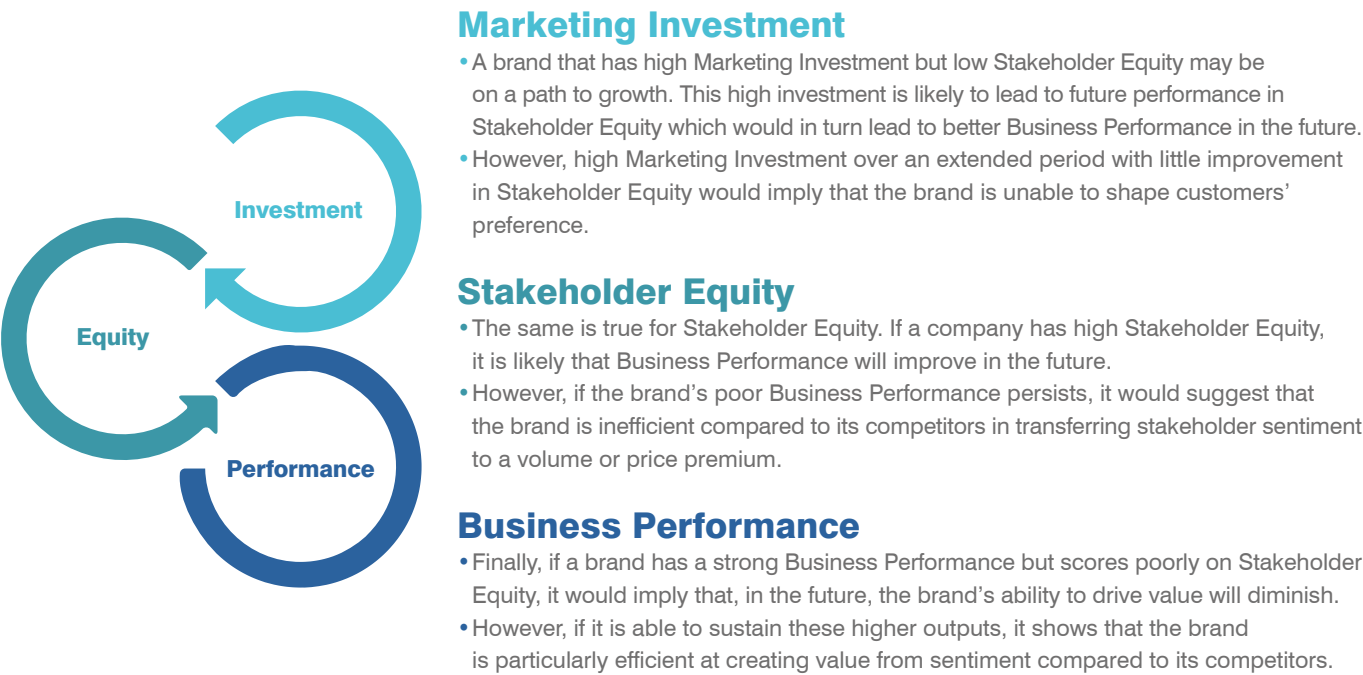 Marketing Investment
•A brand that has high Marketing Investment but low Stakeholder Equity may be
on a path to growth. This high investment is likely to lead to future performance in
Stakeholder Equity which would in turn lead to better Business Performance in the future.
•However, high Marketing Investment over an extended period with little improvement
in Stakeholder Equity would imply that the brand is unable to shape customers’
preference.
Investment
Stakeholder Equity
•The same is true for Stakeholder Equity. If a company has high Stakeholder Equity,
it is likely that Business Performance will improve in the future.
•However, if the brand’s poor Business Performance persists, it would suggest that
the brand is inefficient compared to its competitors in transferring stakeholder sentiment
to a volume or price premium.
Equity
Performance
Business Performance
•Finally, if a brand has a strong Business Performance but scores poorly on Stakeholder
Equity, it would imply that, in the future, the brand’s ability to drive value will diminish.
•However, if it is able to sustain these higher outputs, it shows that the brand
is particularly efficient at creating value from sentiment compared to its competitors.